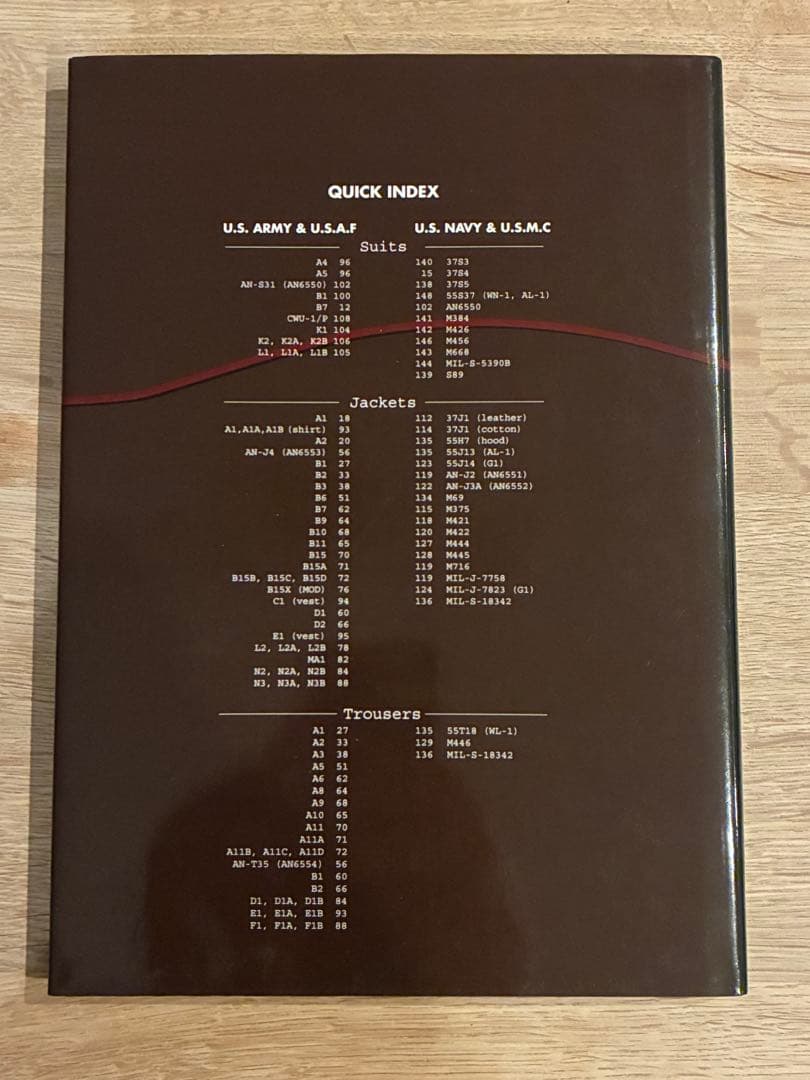 QUICK INDEX
U.S. ARMY & U.S.A.F U.S. NAVY & U.S.M.C
Suits
A4 96 140 37S3
A5 96 15 37S4
AN-S31 (AN6550) 102 138 37S5
B1 100 148 55S37 (WN-1, AL-1)
B7 12 102 AN6550
CWU-1/P 108 141 M384
K1 104 142 M426
K2, K2A, K2B 106 146 M456
L1, L1A, L1B 105 143 M668
144 MIL-S-5390B
139 S89
Jackets
A1 18 112 37J1 (leather)
A1,A1A,A1B (shirt) 93 114 37J1 (cotton)
A2 20 135 55H7 (hood)
AN-J4 (AN6553) 56 135 55J13 (AL-1)
B1 27 123 55J14 (G1)
B2 33 119 AN-J2 (AN6551)
B3 38 122 AN-J3A (AN6552)
B6 51 134 M69
B7 62 115 M375
B9 64 118 M421
B10 68 120 M422
B11 65 127 M444
B15 70 128 M445
B15A 71 119 M716
B15B, B15C, B15D 72 119 MIL-J-7758
B15X (MOD) 76 124 MIL-J-7823 (G1)
C1 (vest) 94 136 MIL-S-18342
D1 60
D2 66
E1 (vest) 95
L2, L2A, L2B 78
MA1 82
N2, N2A, N2B 84
N3, N3A, N3B 88
Trousers
A1 27 135 55T18 (WL-1)
A2 33 129 M446
A3 38 136 MIL-S-18342
A5 51
A6 62
A8 64
A9 68
A10 65
A11 70
A11A 71
A11B, A11C, A11D 72
AN-T35 (AN6554) 56
B1 60
B2 66
D1, D1A, D1B 84
E1, E1A, E1B 93
F1, F1A, F1B 88